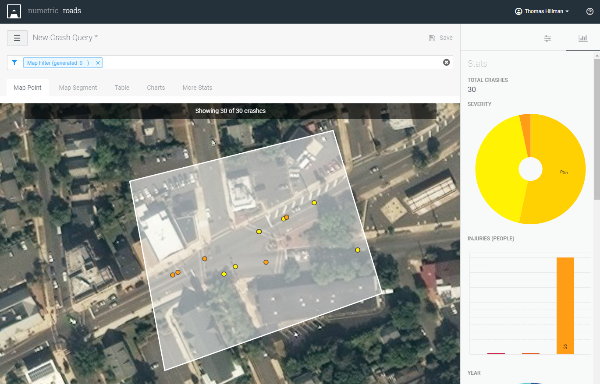 numetric roads
Thomas Hillman
New Crash Query *
Save
Map Filter (generated
Map Point
Map Segment
Table
Charts
More Stats
Showing 30 of 30 crashes
Stats
TOTAL CRASHES
30
SEVERITY
INJURIES (PEOPLE)
YEAR